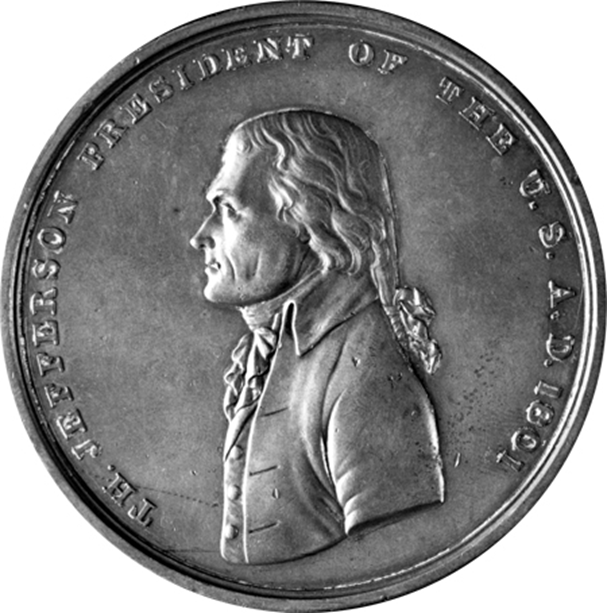 TH. JEFFERSON PRESIDENT OF THE U. S. A.D. 1801